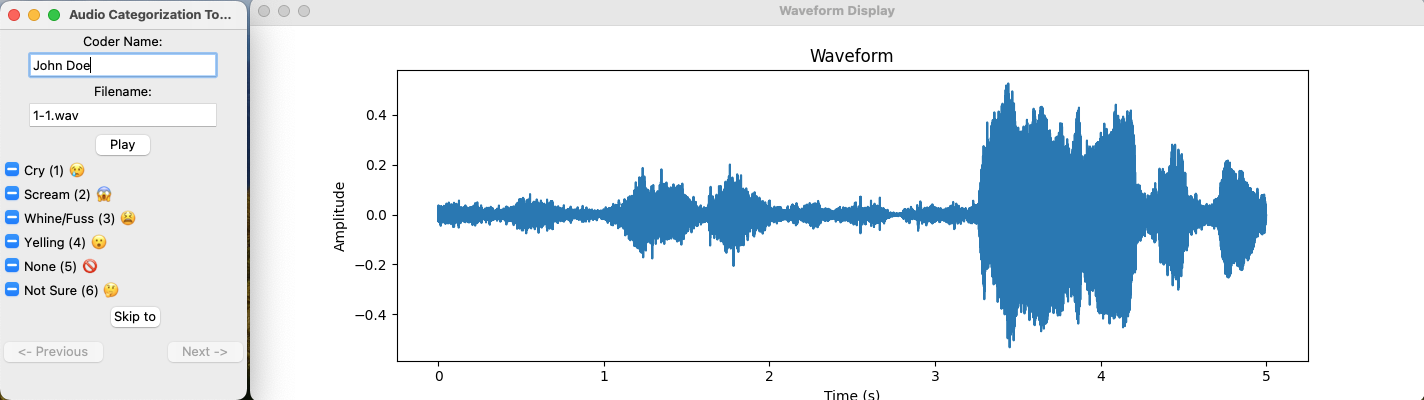 Audio Categorization To...
Coder Name:
John Doe
Filename:
1-1.wav
Play
Cry (1) 😢
Scream (2) 😱
Whine/Fuss (3) 😫
Yelling (4) 😮
None (5) 🚫
Not Sure (6) 🤔
Skip to
<- Previous
Next ->
Waveform Display
Waveform
Amplitude
0.4
0.2
0.0
−0.2
−0.4
0 1 2 3 4 5
Time (s)